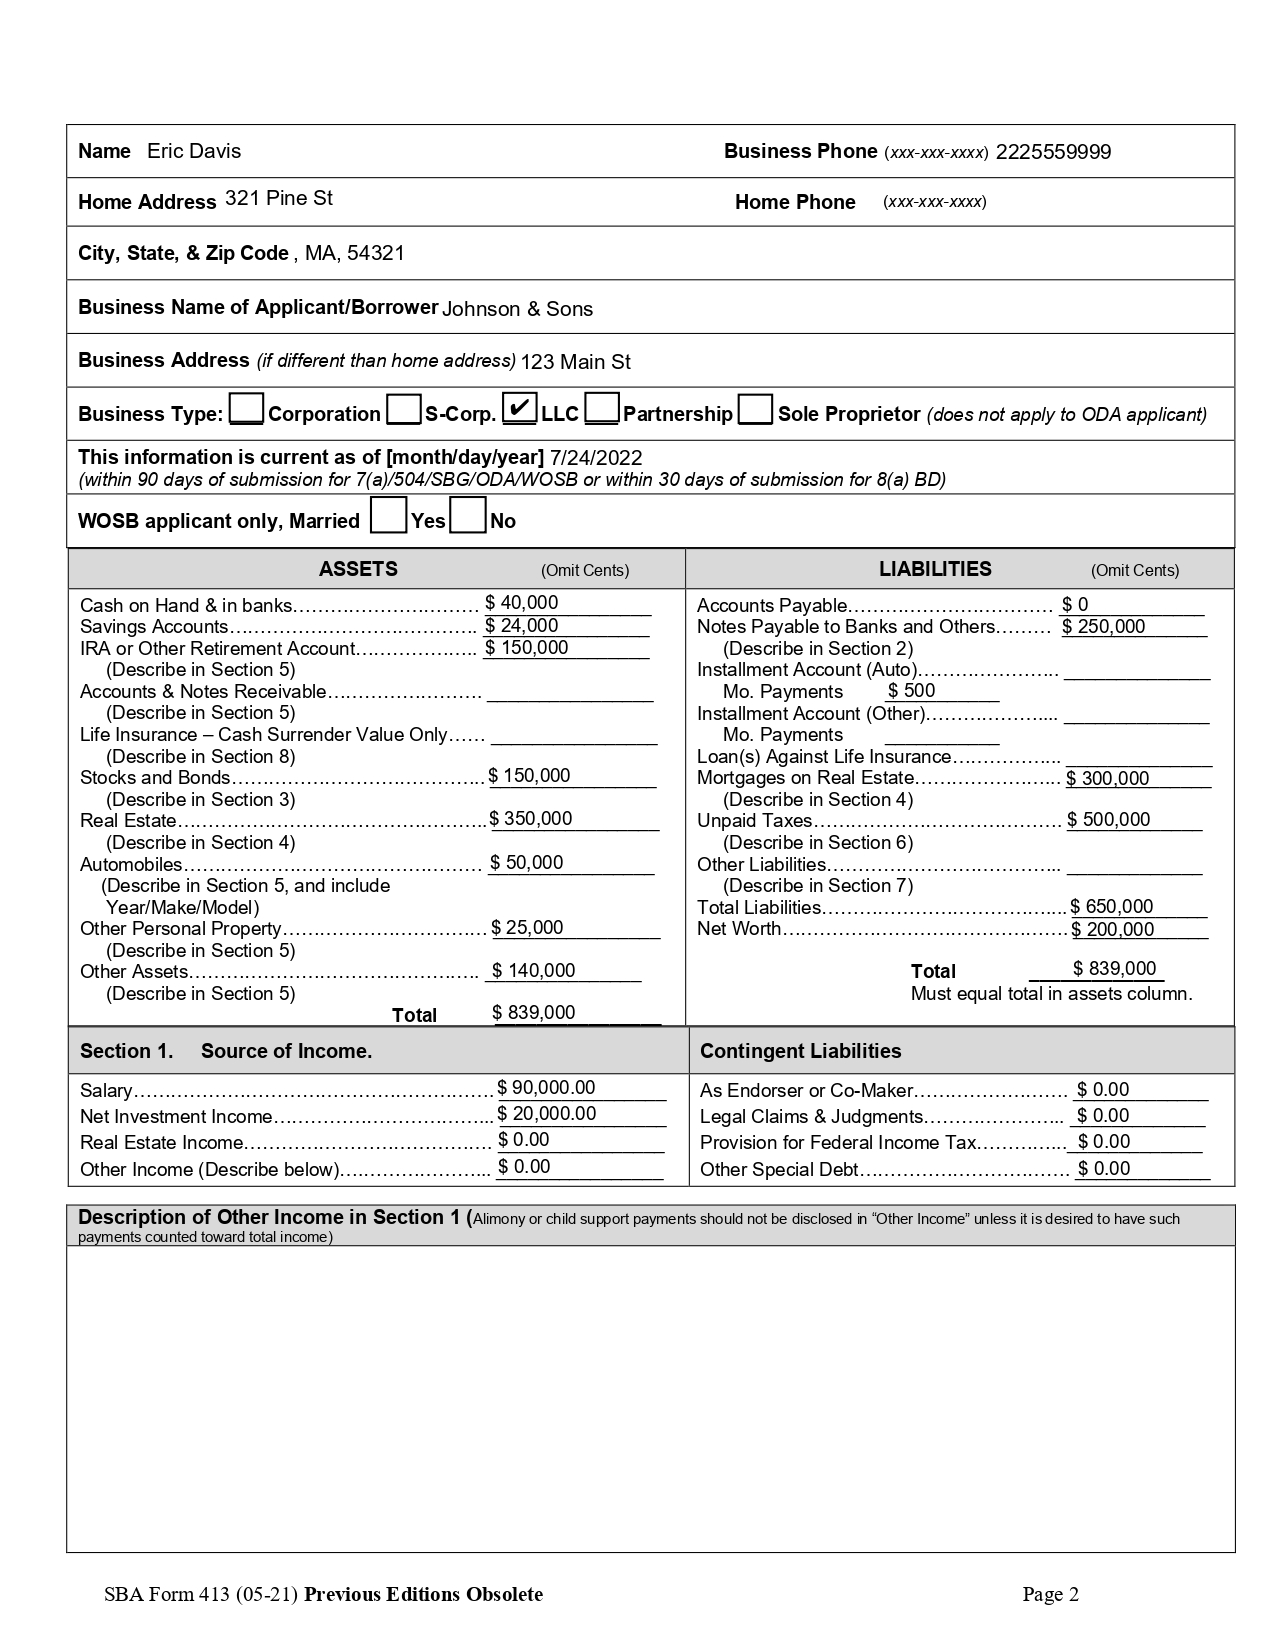 Name Eric Davis Business Phone (xxx-xxx-xxxx) 2225559999
Home Address 321 Pine St Home Phone (xxx-xxx-xxxx)
City, State, & Zip Code , MA, 54321
Business Name of Applicant/Borrower Johnson & Sons
Business Address (if different than home address) 123 Main St
Business Type: Corporation S-Corp. ✔ LLC Partnership Sole Proprietor (does not apply to ODA applicant)
This information is current as of [month/day/year] 7/24/2022
(within 90 days of submission for 7(a)/504/SBG/ODA/WOSB or within 30 days of submission for 8(a) BD)
WOSB applicant only, Married Yes No
ASSETS (Omit Cents)
Cash on Hand & in banks………………………… $ 40,000
Savings Accounts………………………………….. $ 24,000
IRA or Other Retirement Account……………….. $ 150,000
(Describe in Section 5)
Accounts & Notes Receivable…………………….
(Describe in Section 5)
Life Insurance – Cash Surrender Value Only……
(Describe in Section 8)
Stocks and Bonds………………………………….. $ 150,000
(Describe in Section 3)
Real Estate………………………………………….. $ 350,000
(Describe in Section 4)
Automobiles………………………………………… $ 50,000
(Describe in Section 5, and include
Year/Make/Model)
Other Personal Property…………………………… $ 25,000
(Describe in Section 5)
Other Assets……………………………………….. $ 140,000
(Describe in Section 5)
Total $ 839,000
LIABILITIES (Omit Cents)
Accounts Payable…………………………… $ 0
Notes Payable to Banks and Others……… $ 250,000
(Describe in Section 2)
Installment Account (Auto)…………………..
Mo. Payments $ 500
Installment Account (Other)………………....
Mo. Payments
Loan(s) Against Life Insurance……………...
Mortgages on Real Estate………………….. $ 300,000
(Describe in Section 4)
Unpaid Taxes………………………………… $ 500,000
(Describe in Section 6)
Other Liabilities………………………………..
(Describe in Section 7)
Total Liabilities………………………………... $ 650,000
Net Worth……………………………………… $ 200,000
Total $ 839,000
Must equal total in assets column.
Section 1. Source of Income.
Salary………………………………………………. $ 90,000.00
Net Investment Income…………………………….. $ 20,000.00
Real Estate Income…………………………………. $ 0.00
Other Income (Describe below)………………….... $ 0.00
Contingent Liabilities
As Endorser or Co-Maker……………………. $ 0.00
Legal Claims & Judgments………………….. $ 0.00
Provision for Federal Income Tax…………... $ 0.00
Other Special Debt……………………………. $ 0.00
Description of Other Income in Section 1 (Alimony or child support payments should not be disclosed in “Other Income” unless it is desired to have such
payments counted toward total income)
SBA Form 413 (05-21) Previous Editions Obsolete Page 2